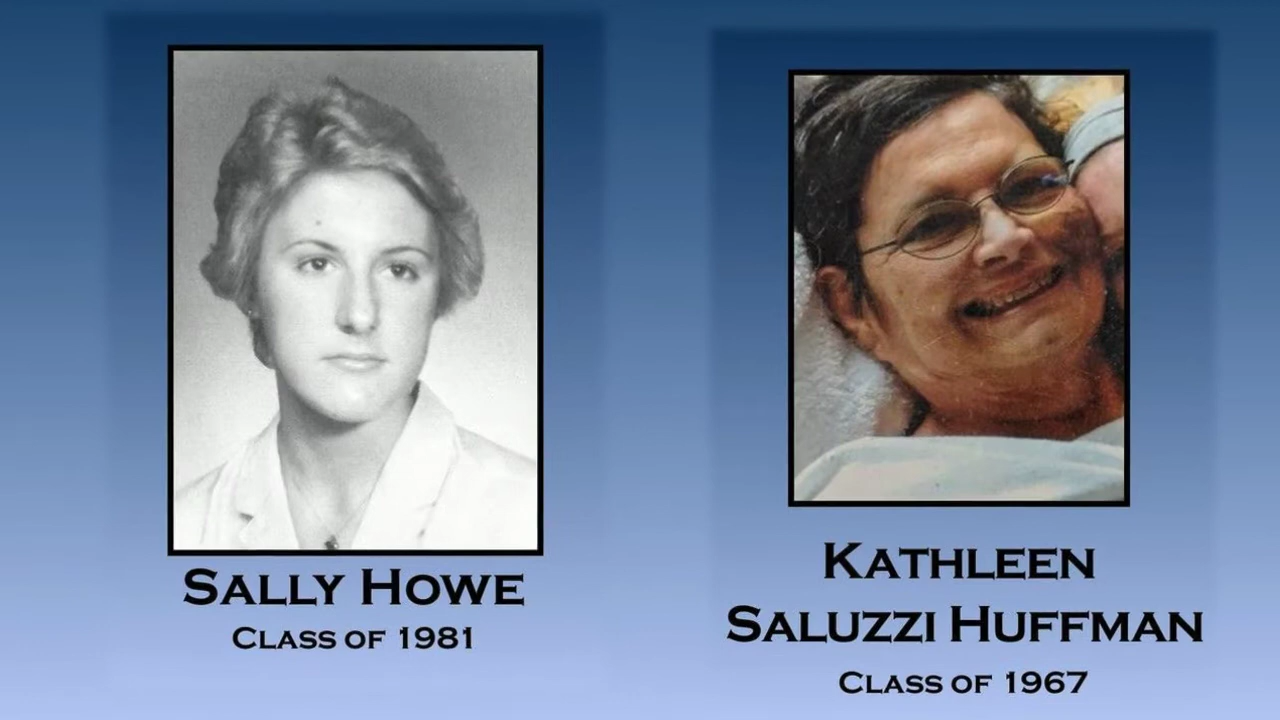 Sally Howe
Class of 1981
Kathleen
Saluzzi Huffman
Class of 1967